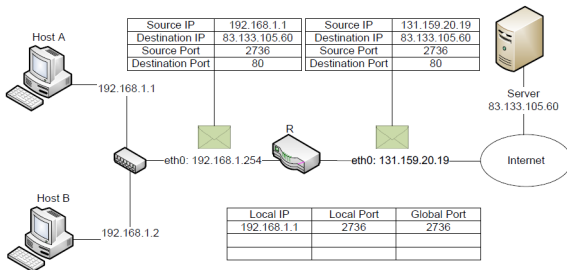 Source IP 192.168.1.1
Destination IP 83.133.105.60
Source Port 2736
Destination Port 80
Source IP 131.159.20.19
Destination IP 83.133.105.60
Source Port 2736
Destination Port 80
Host A
192.168.1.1
Server
83.133.105.60
R
eth0: 192.168.1.254
eth0: 131.159.20.19
Internet
Host B
192.168.1.2
Local IP Local Port Global Port
192.168.1.1 2736 2736